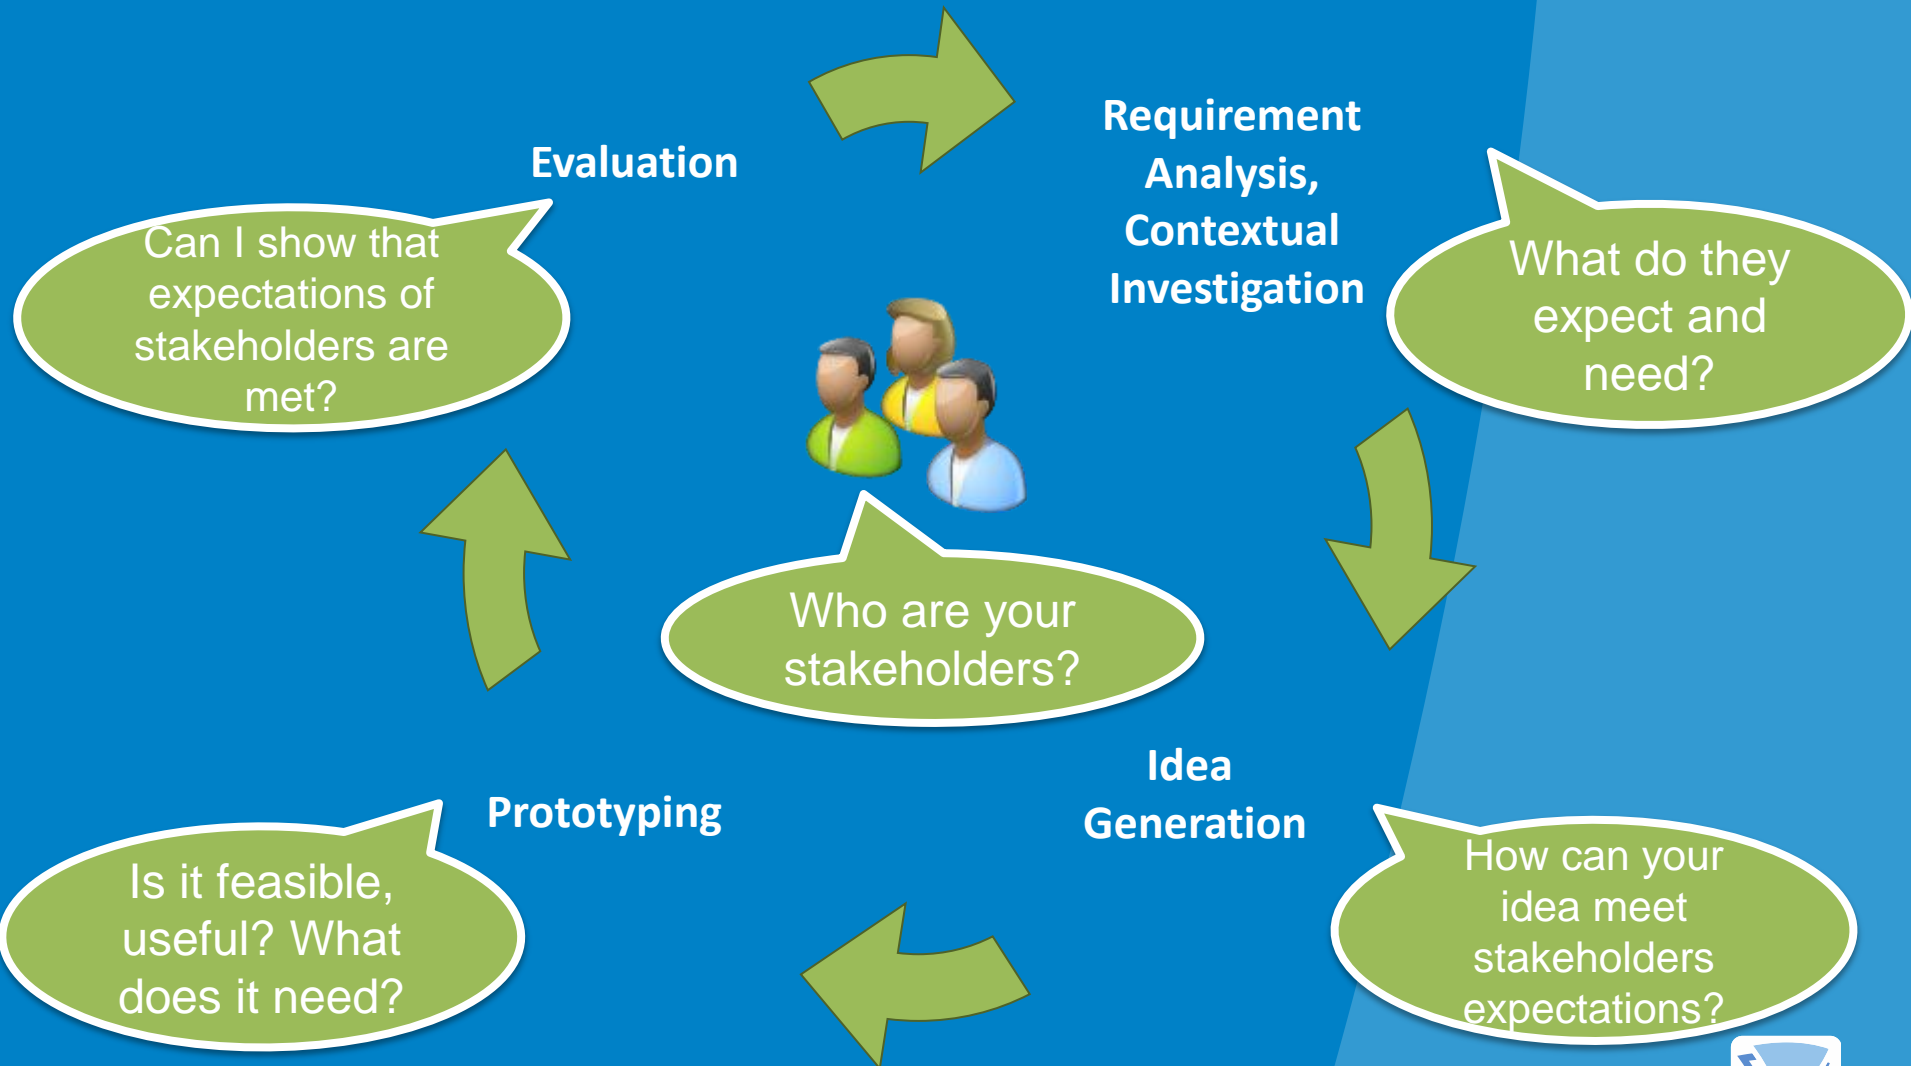 Evaluation
Can I show that
expectations of
stakeholders are
met?
Requirement
Analysis,
Contextual
Investigation
What do they
expect and
need?
Who are your
stakeholders?
Idea
Generation
How can your
idea meet
stakeholders
expectations?
Prototyping
Is it feasible,
useful? What
does it need?